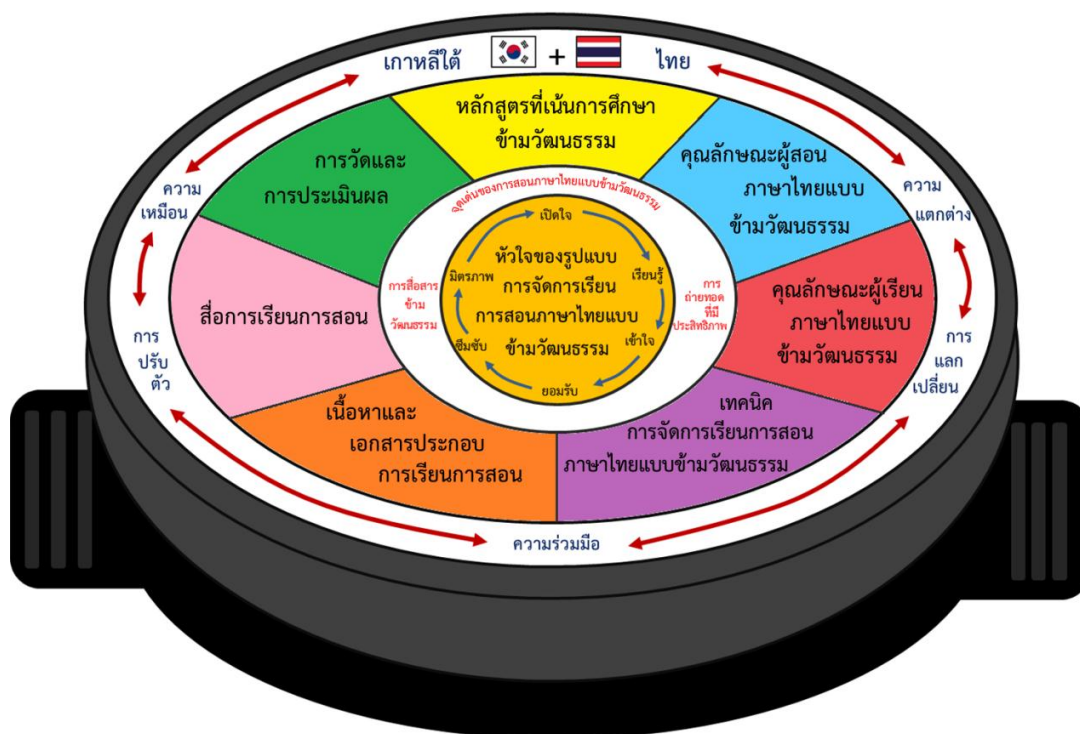 เกาหลีใต้ + ไทย
หลักสูตรที่เน้นการศึกษา
ข้ามวัฒนธรรม
คุณลักษณะผู้สอน
ภาษาไทยแบบ
ข้ามวัฒนธรรม
คุณลักษณะผู้เรียน
ภาษาไทยแบบ
ข้ามวัฒนธรรม
เทคนิค
การจัดการเรียนการสอน
ภาษาไทยแบบข้ามวัฒนธรรม
เนื้อหาและ
เอกสารประกอบ
การเรียนการสอน
สื่อการเรียนการสอน
การวัดและ
การประเมินผล
ความ
แตกต่าง
การ
แลก
เปลี่ยน
ความร่วมมือ
การ
ปรับ
ตัว
ความ
เหมือน
จุดเด่นของการสอนภาษาไทยแบบข้ามวัฒนธรรม
การ
ถ่ายทอด
ที่มี
ประสิทธิภาพ
การสื่อสาร
ข้าม
วัฒนธรรม
หัวใจของรูปแบบ
การจัดการเรียน
การสอนภาษาไทยแบบ
ข้ามวัฒนธรรม
เปิดใจ
เรียนรู้
เข้าใจ
ยอมรับ
ซึมซับ
มิตรภาพ